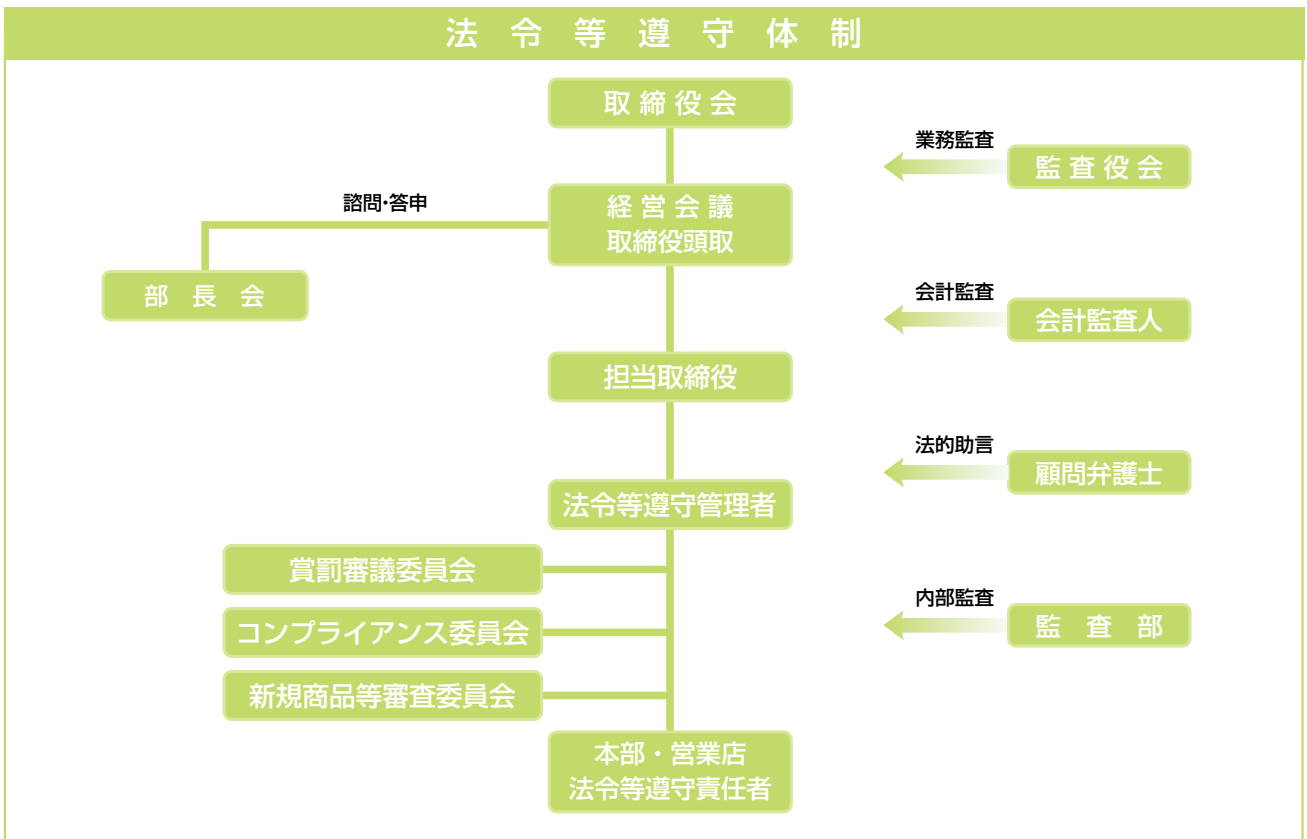 法令等遵守体制
取締役会
業務監査
監査役会
諮問・答申
経営会議
取締役頭取
部長会
会計監査
会計監査人
担当取締役
法的助言
顧問弁護士
法令等遵守管理者
賞罰審議委員会
内部監査
コンプライアンス委員会
監査部
新規商品等審査委員会
本部・営業店
法令等遵守責任者